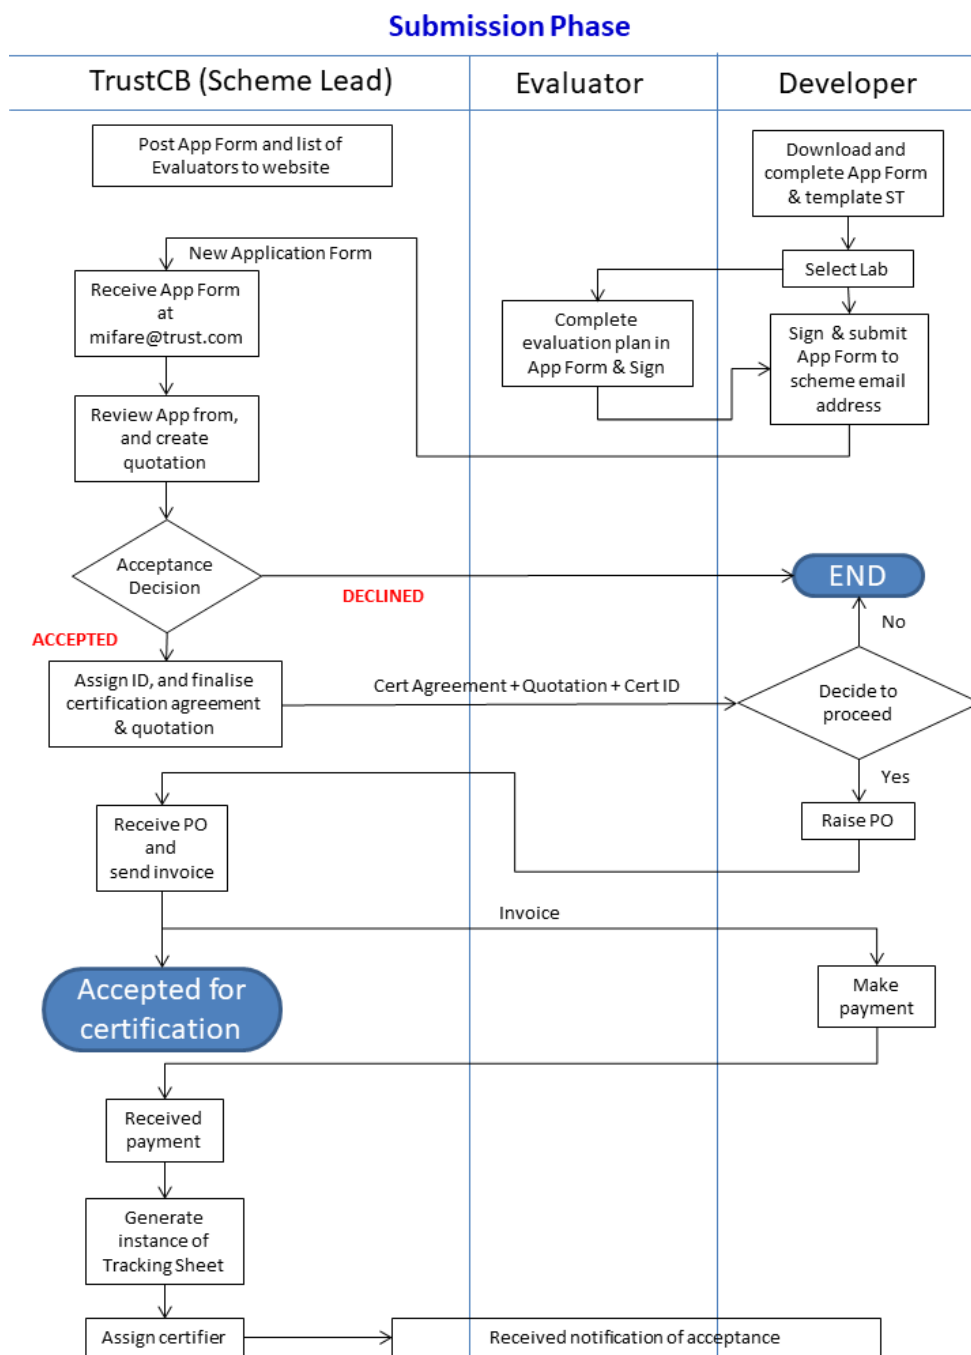 Submission Phase
TrustCB (Scheme Lead)
Evaluator
Developer
Post App Form and list of
Evaluators to website
Download and
complete App Form
& template ST
New Application Form
Select Lab
Receive App Form
at
mifare@trust.com
Complete
evaluation plan in
App Form & Sign
Sign & submit
App Form to
scheme email
address
Review App from,
and create
quotation
Acceptance
Decision
DECLINED
END
No
ACCEPTED
Assign ID, and finalise
certification agreement
& quotation
Cert Agreement + Quotation + Cert ID
Decide to
proceed
Yes
Receive PO
and
send invoice
Raise PO
Invoice
Accepted for
certification
Make
payment
Received
payment
Generate
instance of
Tracking Sheet
Assign certifier
Received notification of acceptance